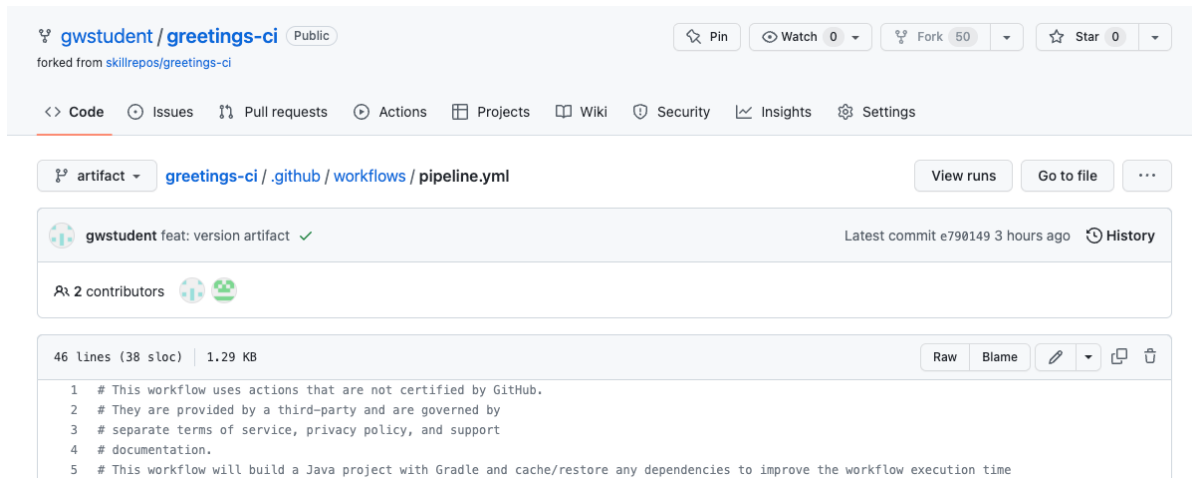 gwstudent / greetings-ci Public
Pin Watch 0 Fork 50 Star 0
forked from skillrepos/greetings-ci
<> Code Issues Pull requests Actions Projects Wiki Security Insights Settings
artifact greetings-ci / .github / workflows / pipeline.yml View runs Go to file ...
gwstudent feat: version artifact Latest commit e790149 3 hours ago History
2 contributors
46 lines (38 sloc) 1.29 KB Raw Blame
1 # This workflow uses actions that are not certified by GitHub.
2 # They are provided by a third-party and are governed by
3 # separate terms of service, privacy policy, and support
4 # documentation.
5 # This workflow will build a Java project with Gradle and cache/restore any dependencies to improve the workflow execution time